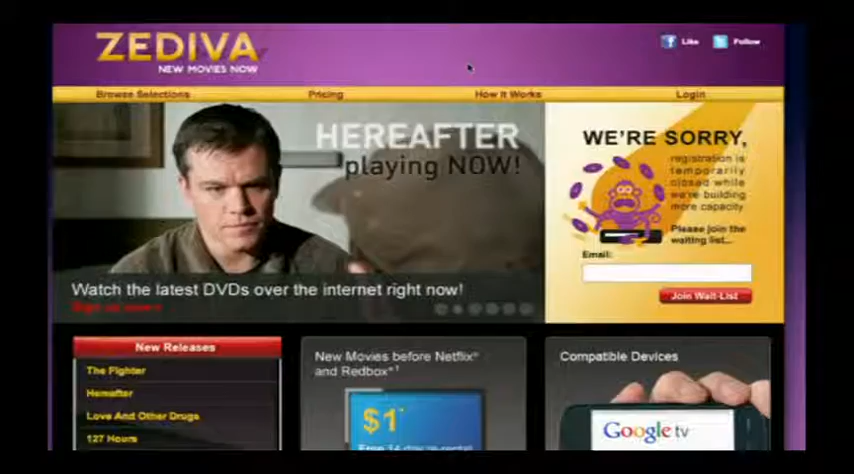 ZEDIVA
NEW MOVIES NOW
Like
Follow
Browse Selections
Pricing
How It Works
Login
HEREAFTER
playing NOW!
WE'RE SORRY,
registration is
temporarily
closed while
we're building
more capacity
Please join the
waiting list...
Email:
Join Wait-List
Watch the latest DVDs over the internet right now!
New Releases
The Fighter
Hereafter
Love And Other Drugs
127 Hours
New Movies before Netflix®
and Redbox®¹
$1*
Compatible Devices
Google tv